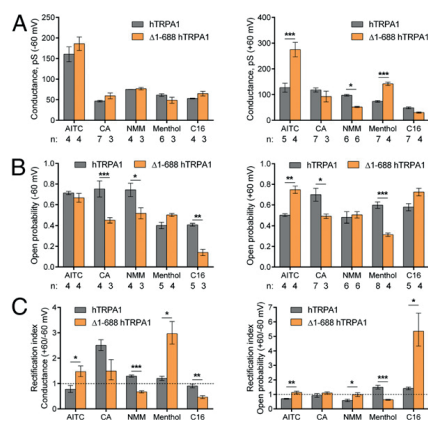 A
Conductance, pS (-60 mV)
250
200
150
100
50
0
hTRPA1
Δ1-688 hTRPA1
AITC CA NMM Menthol C16
n: 4 4 7 3 4 3 6 3 4 3
Conductance, pS (+60 mV)
400
300
200
100
0
hTRPA1
Δ1-688 hTRPA1
***
*
***
AITC CA NMM Menthol C16
n: 5 4 7 3 6 6 7 4 5 4
B
Open probability (-60 mV)
1.0
0.8
0.6
0.4
0.2
0.0
hTRPA1
Δ1-688 hTRPA1
***
*
**
AITC CA NMM Menthol C16
n: 4 4 4 3 4 3 5 4 5 3
Open probability (+60 mV)
1.0
0.8
0.6
0.4
0.2
0.0
hTRPA1
Δ1-688 hTRPA1
**
*
***
AITC CA NMM Menthol C16
n: 4 4 7 3 6 6 8 4 5 4
C
Rectification index
Conductance (+60/-60 mV)
4
3
2
1
0
hTRPA1
Δ1-688 hTRPA1
*
***
*
**
AITC CA NMM Menthol C16
Rectification index
Open probability (+60/-60 mV)
7
6
4
2
1
0
hTRPA1
Δ1-688 hTRPA1
**
*
***
*
AITC CA NMM Menthol C16